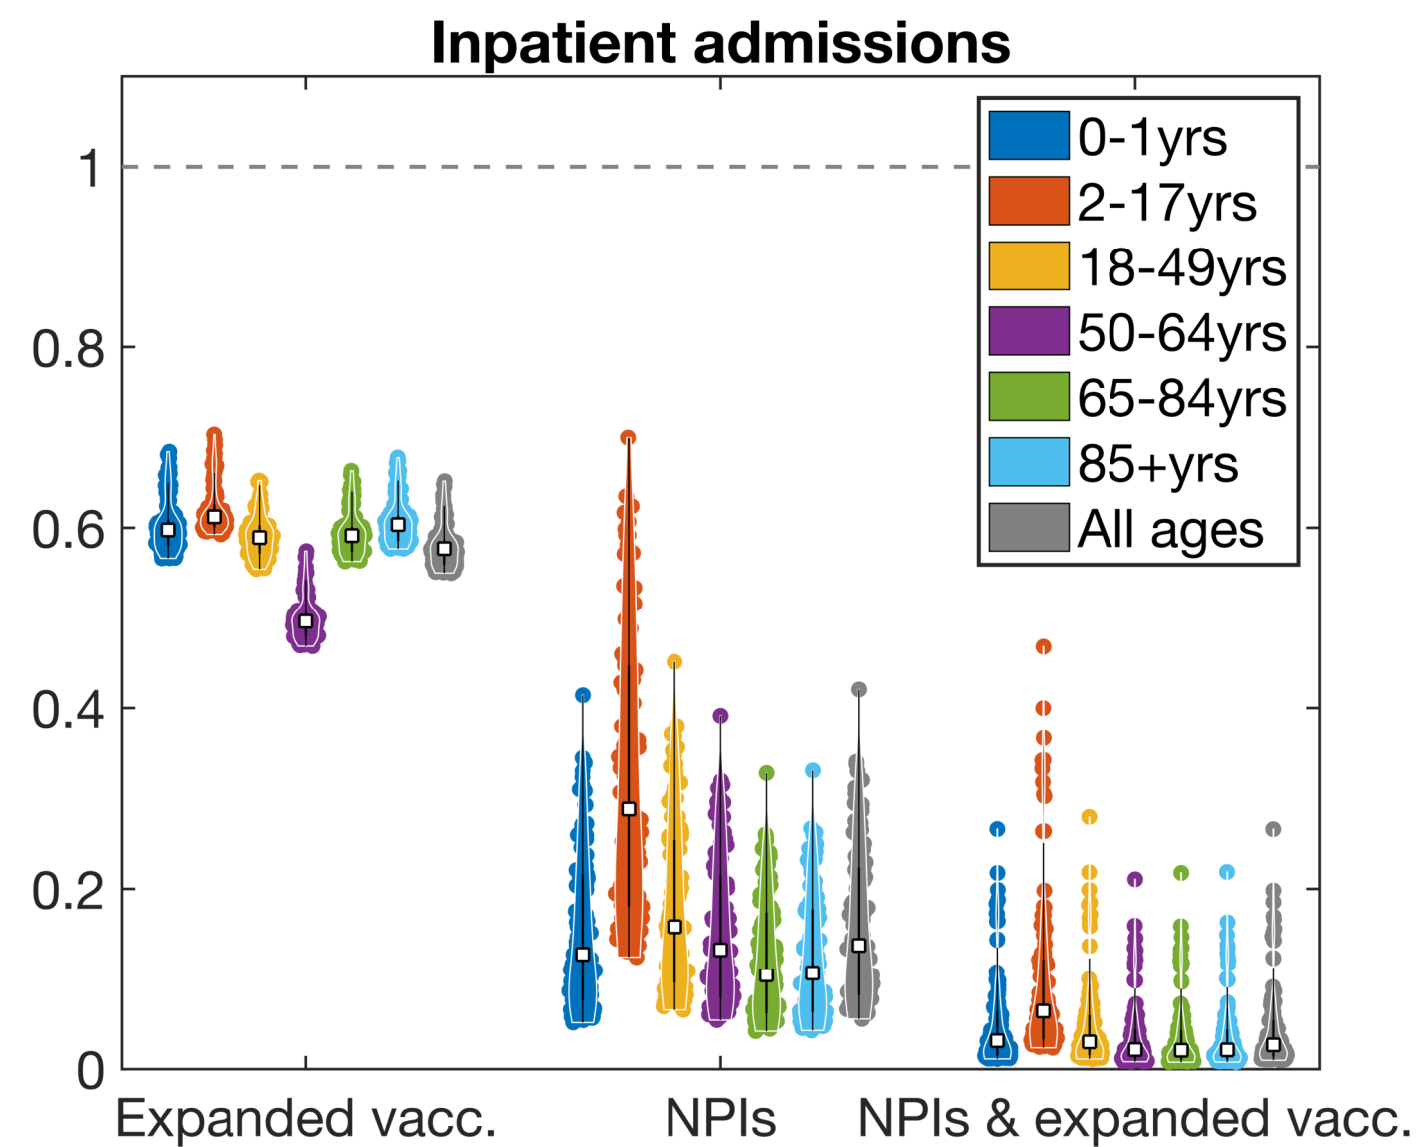 Inpatient admissions
1
0.8
0.6
0.4
0.2
0
0-1yrs
2-17yrs
18-49yrs
50-64yrs
65-84yrs
85+yrs
All ages
Expanded vacc.
NPIs
NPIs & expanded vacc.